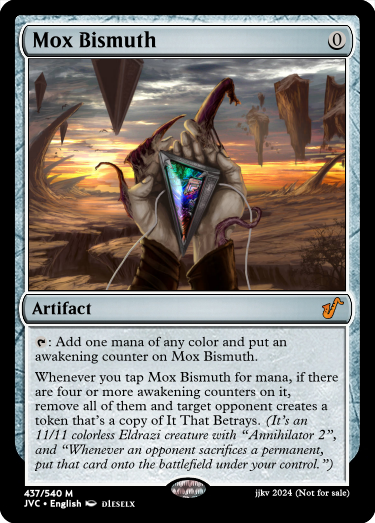 Mox Bismuth 0
Artifact
: Add one mana of any color and put an
awakening counter on Mox Bismuth.
Whenever you tap Mox Bismuth for mana, if there
are four or more awakening counters on it,
remove all of them and target opponent creates a
token that's a copy of It That Betrays. (It's an
11/11 colorless Eldrazi creature with “Annihilator 2”,
and “Whenever an opponent sacrifices a permanent,
put that card onto the battlefield under your control.”)
437/540 M jjkv 2024 (Not for sale)
JVC • English DIESELX